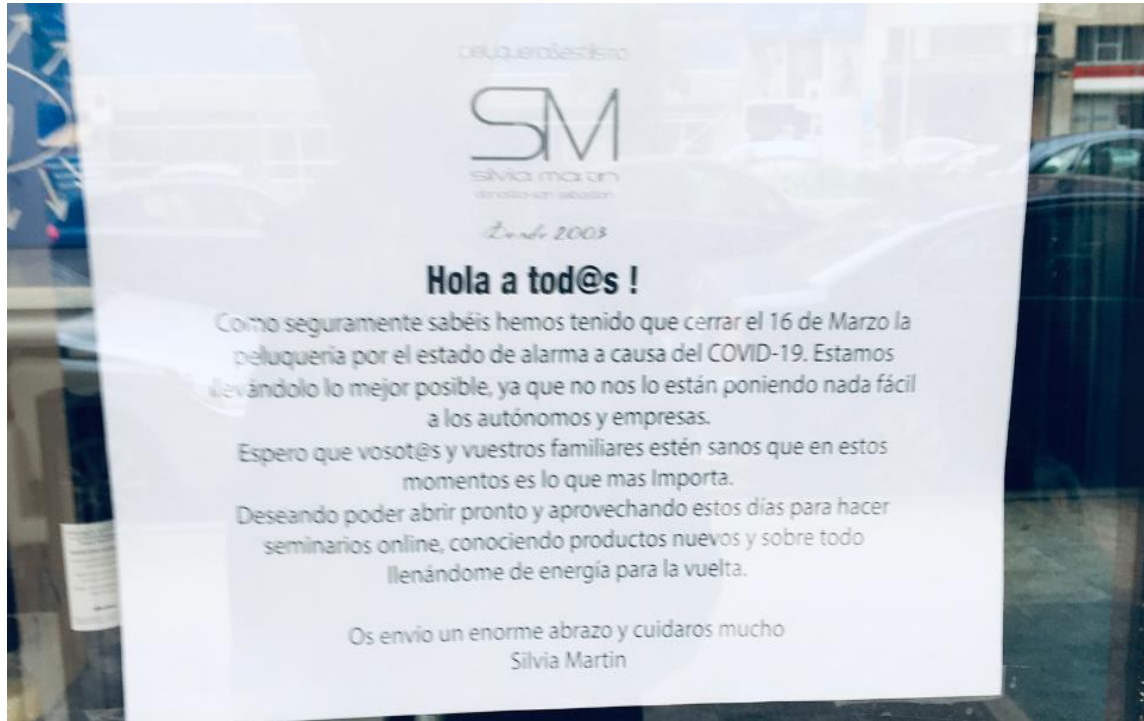 peluquería&estilismo
SM
silvia martin
donostia-san sebastian
Desde 2003
Hola a tod@s !
Como seguramente sabéis hemos tenido que cerrar el 16 de Marzo la
peluquería por el estado de alarma a causa del COVID-19. Estamos
llevándolo lo mejor posible, ya que no nos lo están poniendo nada fácil
a los autónomos y empresas.
Espero que vosot@s y vuestros familiares estén sanos que en estos
momentos es lo que mas Importa.
Deseando poder abrir pronto y aprovechando estos días para hacer
seminarios online, conociendo productos nuevos y sobre todo
llenándome de energía para la vuelta.
Os envío un enorme abrazo y cuidaros mucho
Silvia Martin